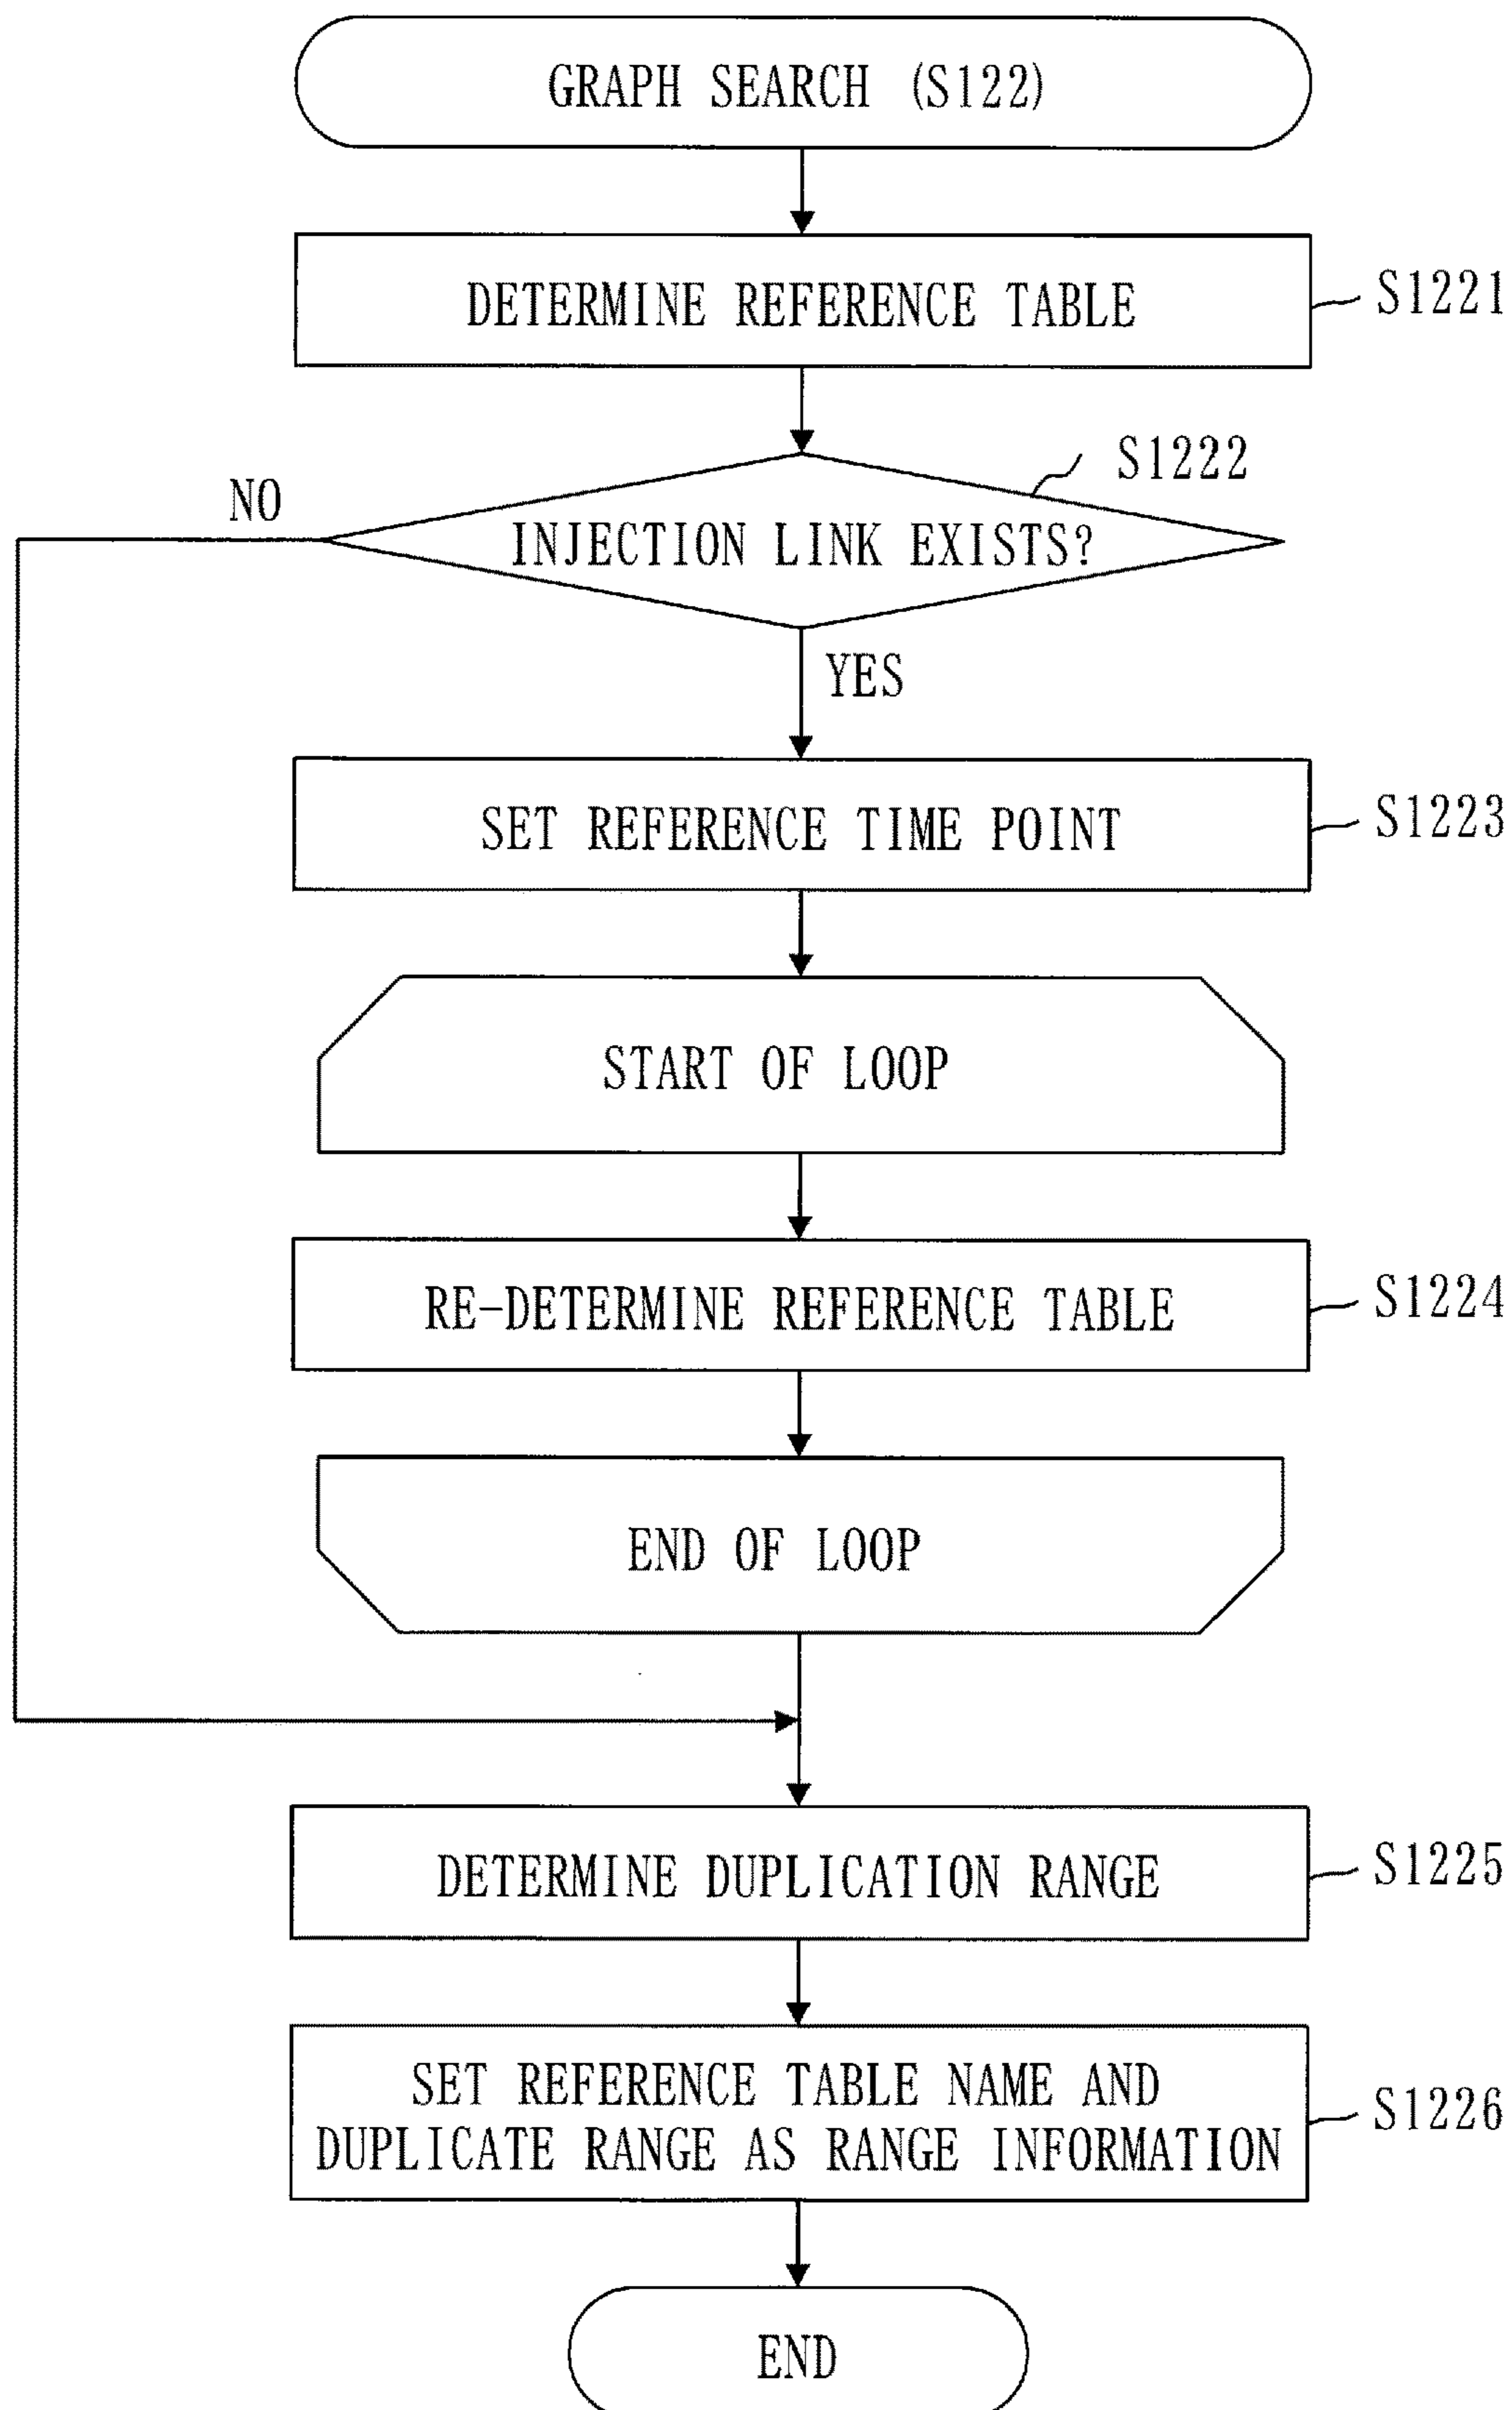 GRAPH SEARCH (S122)
DETERMINE REFERENCE TABLE
S1221
S1222
NO
INJECTION LINK EXISTS?
YES
SET REFERENCE TIME POINT
S1223
START OF LOOP
RE-DETERMINE REFERENCE TABLE
S1224
END OF LOOP
DETERMINE DUPLICATION RANGE
S1225
SET REFERENCE TABLE NAME AND
DUPLICATE RANGE AS RANGE INFORMATION
S1226
END